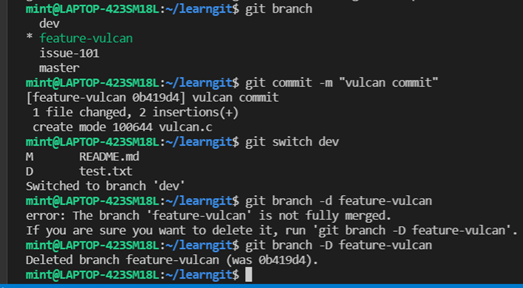 mint@LAPTOP-423SM18L:~/learngit$ git branch
  dev
* feature-vulcan
  issue-101
  master
mint@LAPTOP-423SM18L:~/learngit$ git commit -m "vulcan commit"
[feature-vulcan 0b419d4] vulcan commit
 1 file changed, 2 insertions(+)
 create mode 100644 vulcan.c
mint@LAPTOP-423SM18L:~/learngit$ git switch dev
M       README.md
D       test.txt
Switched to branch 'dev'
mint@LAPTOP-423SM18L:~/learngit$ git branch -d feature-vulcan
error: The branch 'feature-vulcan' is not fully merged.
If you are sure you want to delete it, run 'git branch -D feature-vulcan'.
mint@LAPTOP-423SM18L:~/learngit$ git branch -D feature-vulcan
Deleted branch feature-vulcan (was 0b419d4).
mint@LAPTOP-423SM18L:~/learngit$